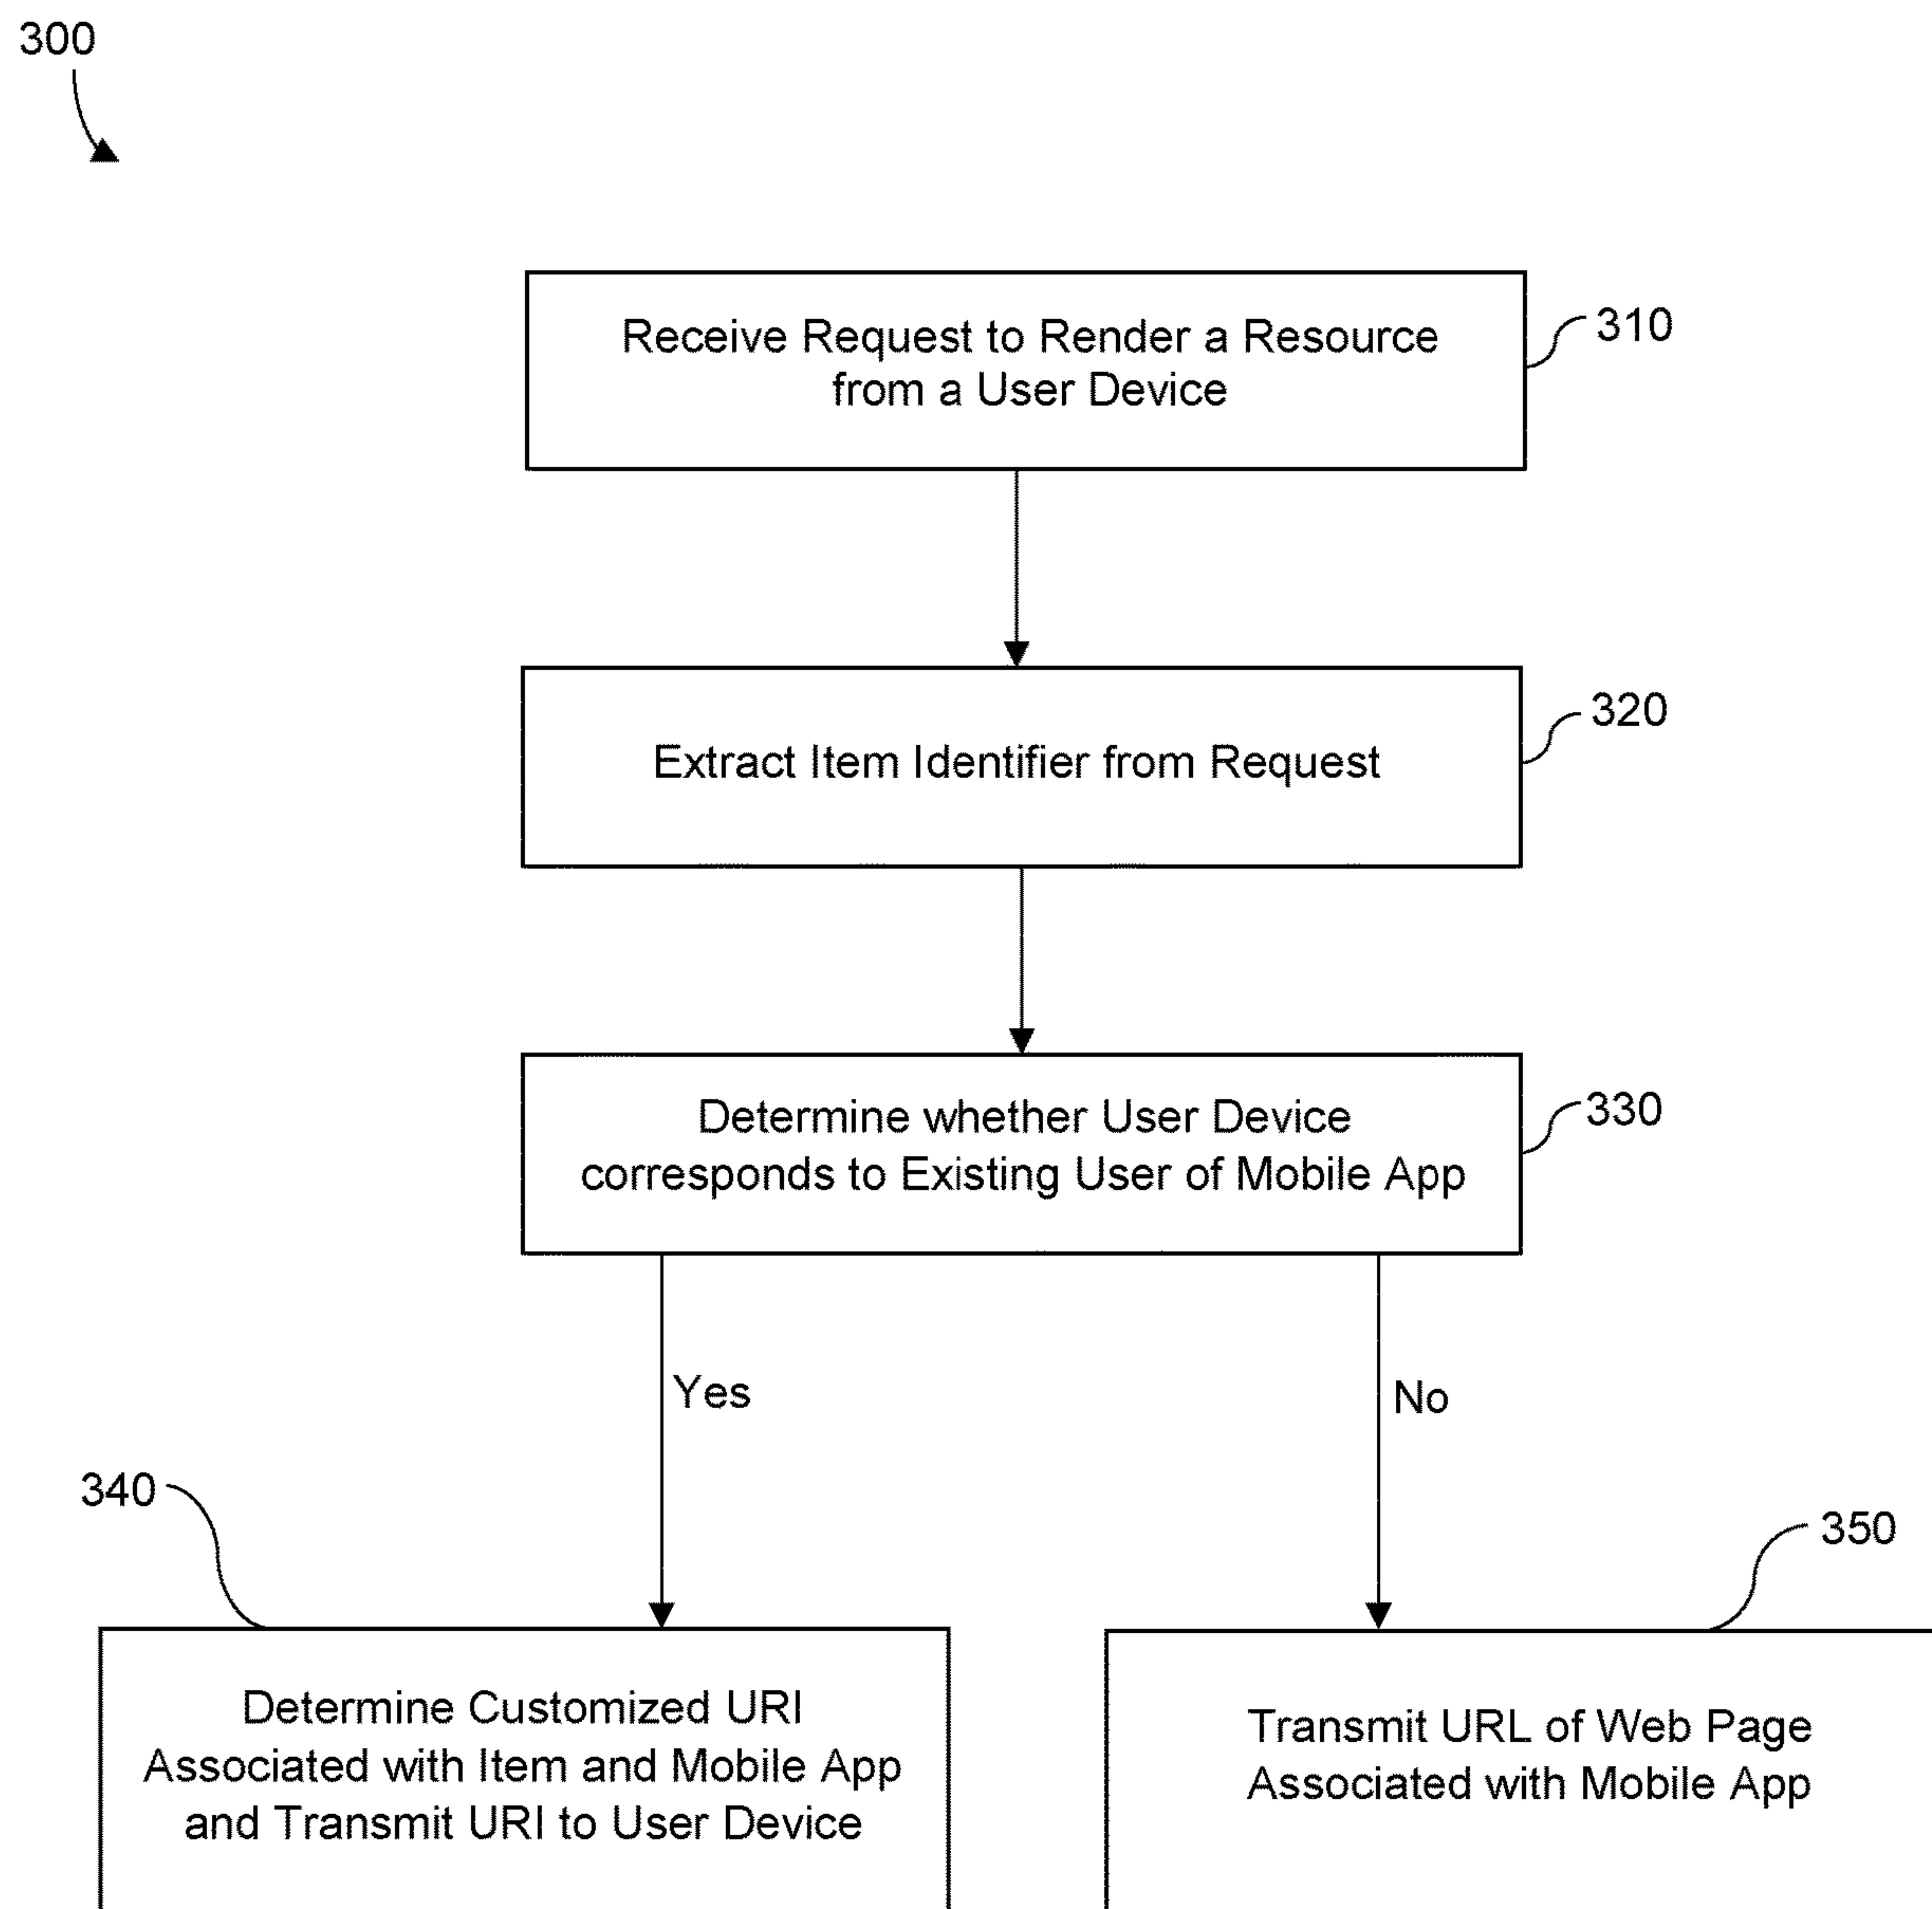 300
Receive Request to Render a Resource
from a User Device
310
Extract Item Identifier from Request
320
Determine whether User Device
corresponds to Existing User of Mobile App
330
Yes
No
340
350
Determine Customized URI
Associated with Item and Mobile App
and Transmit URI to User Device
Transmit URL of Web Page
Associated with Mobile App